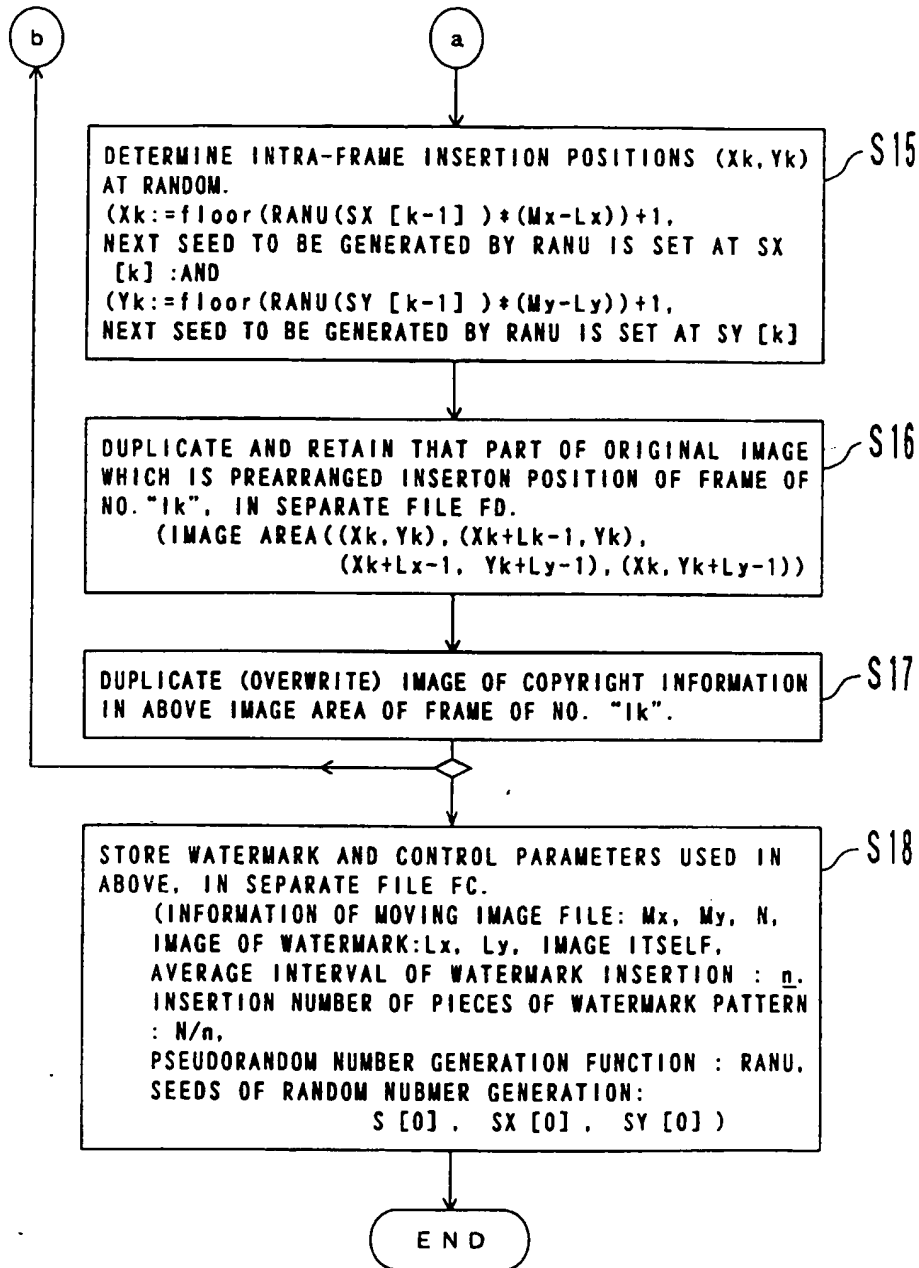 b
a
S15
DETERMINE INTRA-FRAME INSERTION POSITIONS (Xk,Yk)
AT RANDOM.
(Xk:=floor(RANU(SX [k-1] )*(Mx-Lx))+1,
NEXT SEED TO BE GENERATED BY RANU IS SET AT SX
[k] :AND
(Yk:=floor(RANU(SY [k-1] )*(My-Ly))+1,
NEXT SEED TO BE GENERATED BY RANU IS SET AT SY [k]
S16
DUPLICATE AND RETAIN THAT PART OF ORIGINAL IMAGE
WHICH IS PREARRANGED INSERTON POSITION OF FRAME OF
NO."Ik", IN SEPARATE FILE FD.
(IMAGE AREA((Xk,Yk),(Xk+Lk-1,Yk),
(Xk+Lx-1, Yk+Ly-1),(Xk,Yk+Ly-1))
S17
DUPLICATE (OVERWRITE) IMAGE OF COPYRIGHT INFORMATION
IN ABOVE IMAGE AREA OF FRAME OF NO. "Ik".
S18
STORE WATERMARK AND CONTROL PARAMETERS USED IN
ABOVE, IN SEPARATE FILE FC.
(INFORMATION OF MOVING IMAGE FILE: Mx, My, N,
IMAGE OF WATERMARK:Lx, Ly, IMAGE ITSELF,
AVERAGE INTERVAL OF WATERMARK INSERTION : n,
INSERTION NUMBER OF PIECES OF WATERMARK PATTERN
: N/n,
PSEUDORANDOM NUMBER GENERATION FUNCTION : RANU,
SEEDS OF RANDOM NUBMER GENERATION:
S [0] , SX [0] , SY [0] )
END